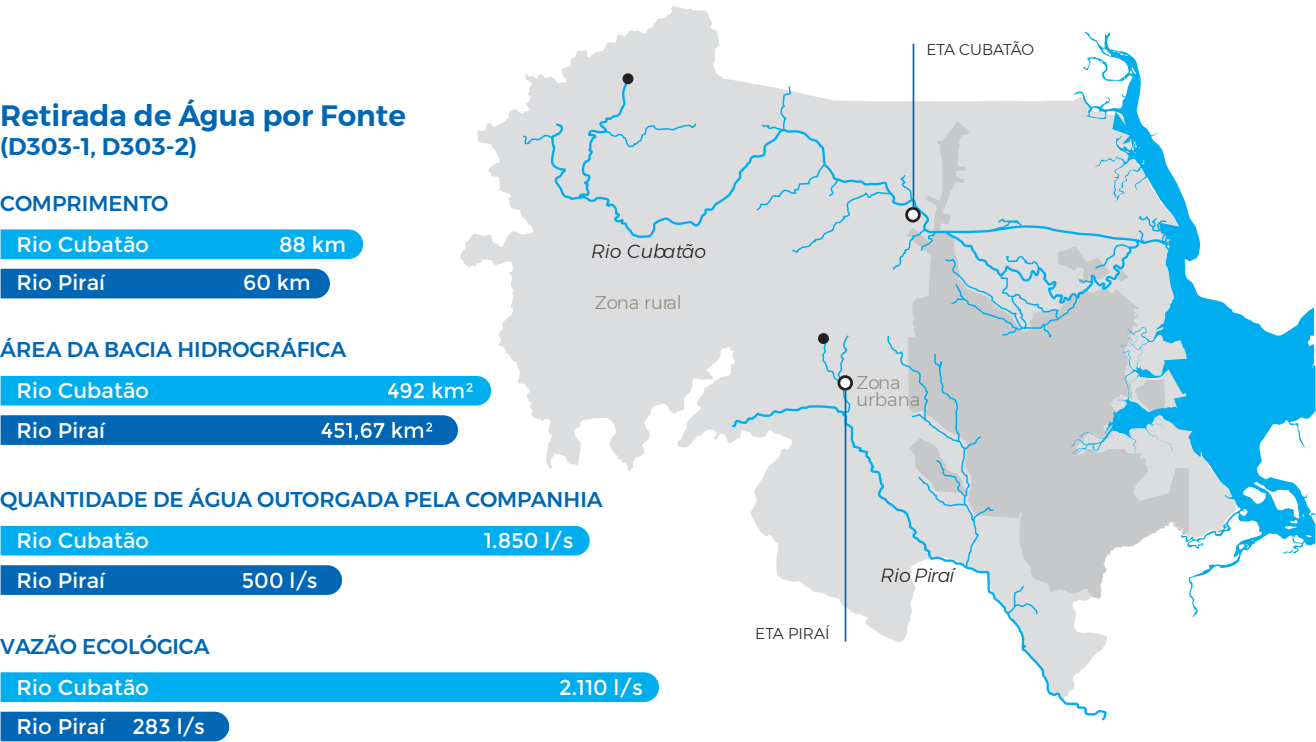 Retirada de Água por Fonte
(D303-1, D303-2)
COMPRIMENTO
Rio Cubatão 88 km
Rio Piraí 60 km
ÁREA DA BACIA HIDROGRÁFICA
Rio Cubatão 492 km²
Rio Piraí 451,67 km²
QUANTIDADE DE ÁGUA OUTORGADA PELA COMPANHIA
Rio Cubatão 1.850 l/s
Rio Piraí 500 l/s
VAZÃO ECOLÓGICA
Rio Cubatão 2.110 l/s
Rio Piraí 283 l/s
ETA CUBATÃO
Rio Cubatão
Zona rural
Zona
urbana
Rio Piraí
ETA PIRAÍ